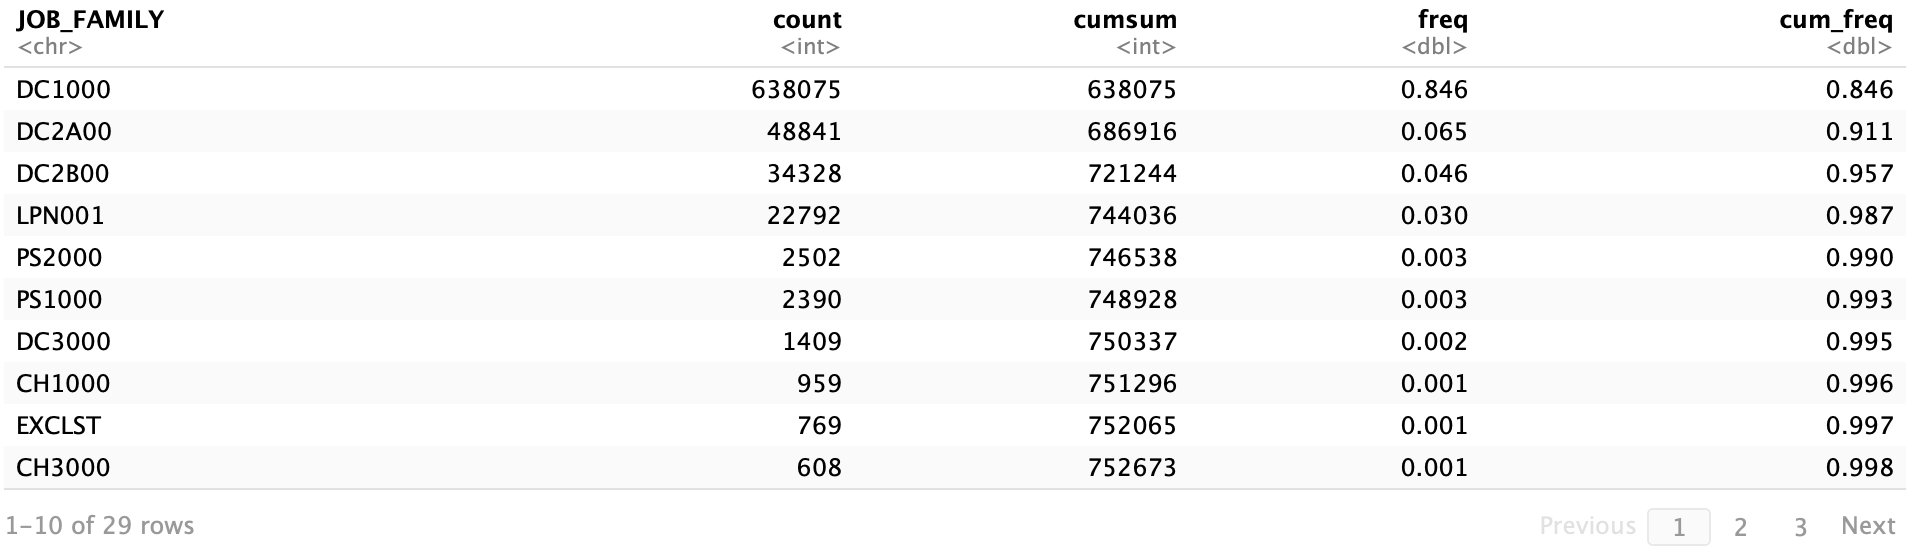 JOB_FAMILY count cumsum freq cum_freq
<chr> <int> <int> <dbl> <dbl>
DC1000 638075 638075 0.846 0.846
DC2A00 48841 686916 0.065 0.911
DC2B00 34328 721244 0.046 0.957
LPN001 22792 744036 0.030 0.987
PS2000 2502 746538 0.003 0.990
PS1000 2390 748928 0.003 0.993
DC3000 1409 750337 0.002 0.995
CH1000 959 751296 0.001 0.996
EXCLST 769 752065 0.001 0.997
CH3000 608 752673 0.001 0.998
1-10 of 29 rows Previous 1 2 3 Next